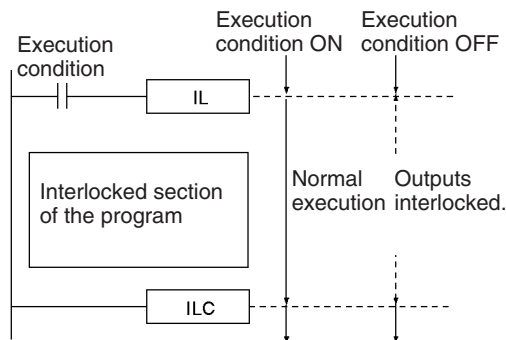 Execution
condition ON
Execution
condition OFF
Execution
condition
IL
Interlocked section
of the program
Normal
execution
Outputs
interlocked.
ILC